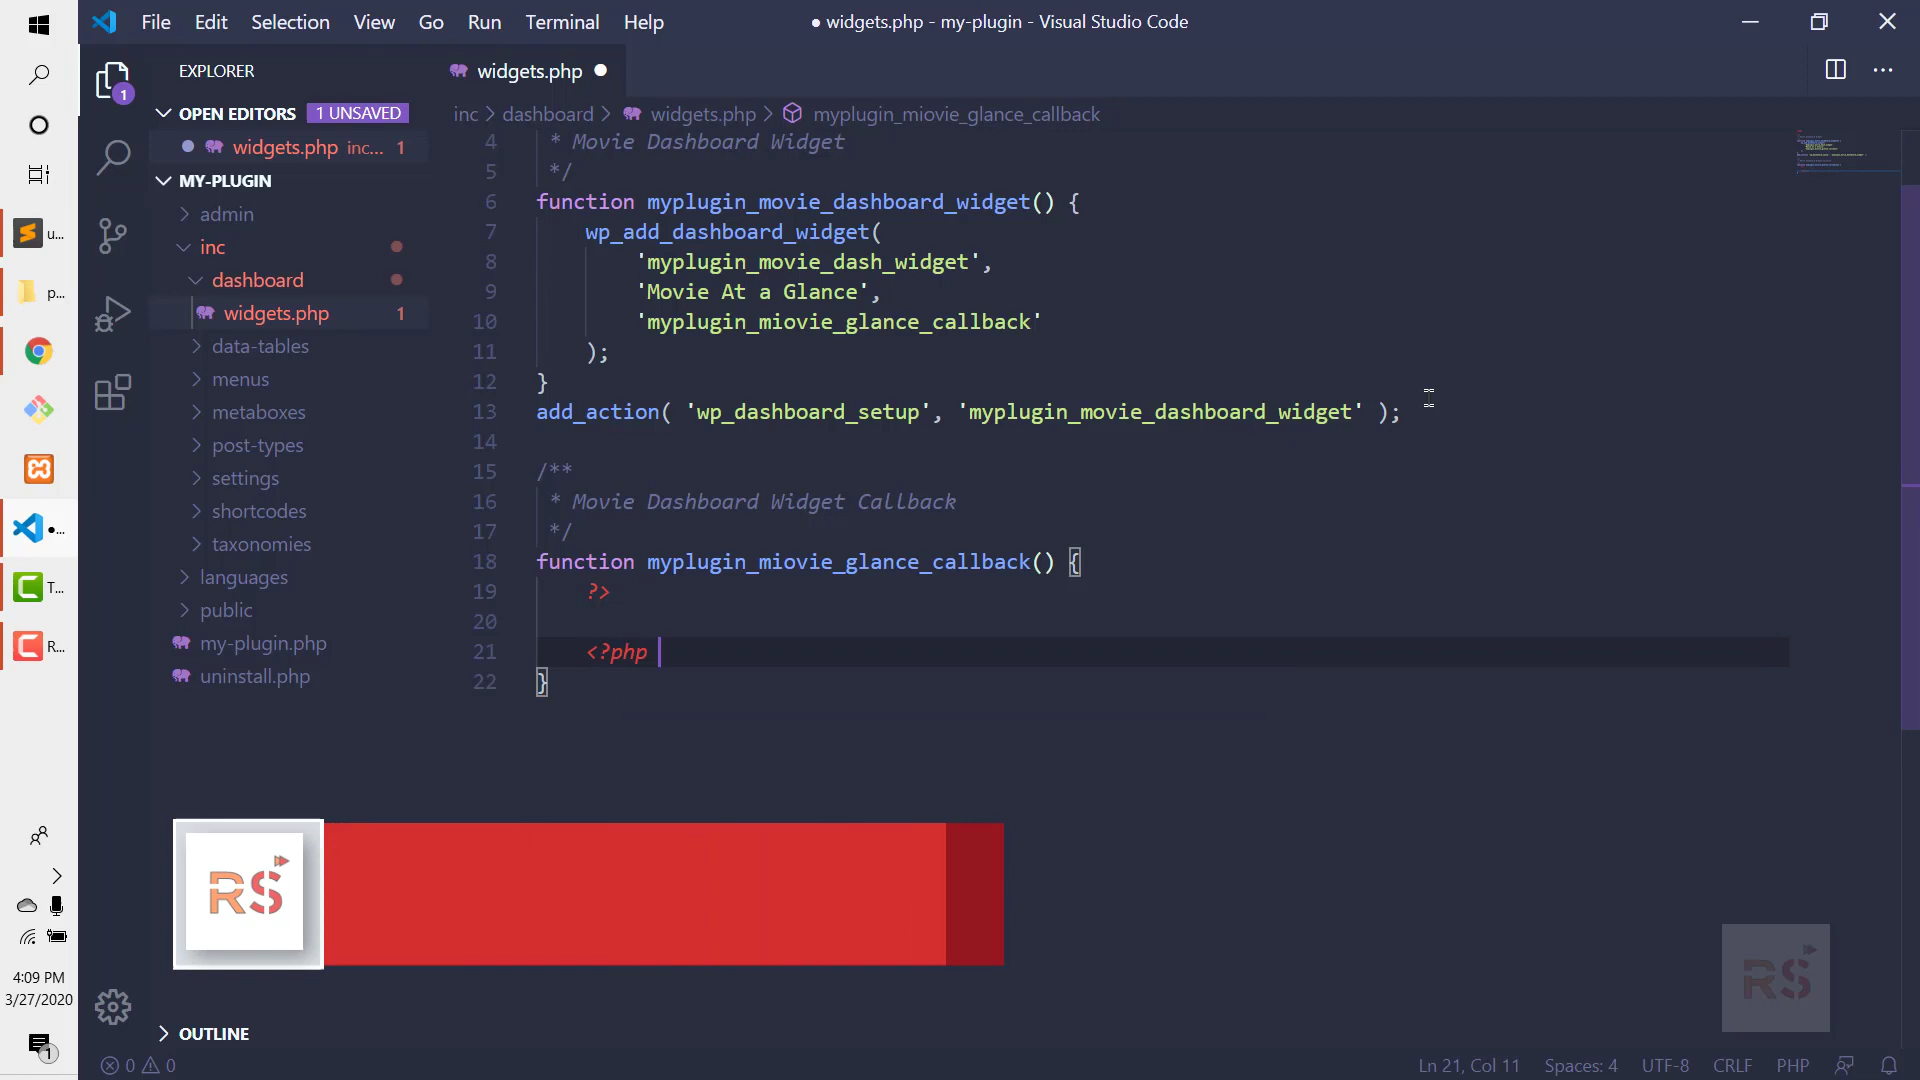 File Edit Selection View Go Run Terminal Help
● widgets.php - my-plugin - Visual Studio Code
EXPLORER
OPEN EDITORS 1 UNSAVED
widgets.php inc... 1
MY-PLUGIN
admin
inc
dashboard
widgets.php 1
data-tables
menus
metaboxes
post-types
settings
shortcodes
taxonomies
languages
public
my-plugin.php
uninstall.php
OUTLINE
widgets.php
inc > dashboard > widgets.php > myplugin_miovie_glance_callback
4 * Movie Dashboard Widget
5 */
6 function myplugin_movie_dashboard_widget() {
7 wp_add_dashboard_widget(
8 'myplugin_movie_dash_widget',
9 'Movie At a Glance',
10 'myplugin_miovie_glance_callback'
11 );
12 }
13 add_action( 'wp_dashboard_setup', 'myplugin_movie_dashboard_widget' );
14
15 /**
16 * Movie Dashboard Widget Callback
17 */
18 function myplugin_miovie_glance_callback() {
19 ?>
20
21 <?php
22 }
RS
RS
u...
p...
●...
T...
R...
4:09 PM
3/27/2020
1
1
0 0
Ln 21, Col 11 Spaces: 4 UTF-8 CRLF PHP